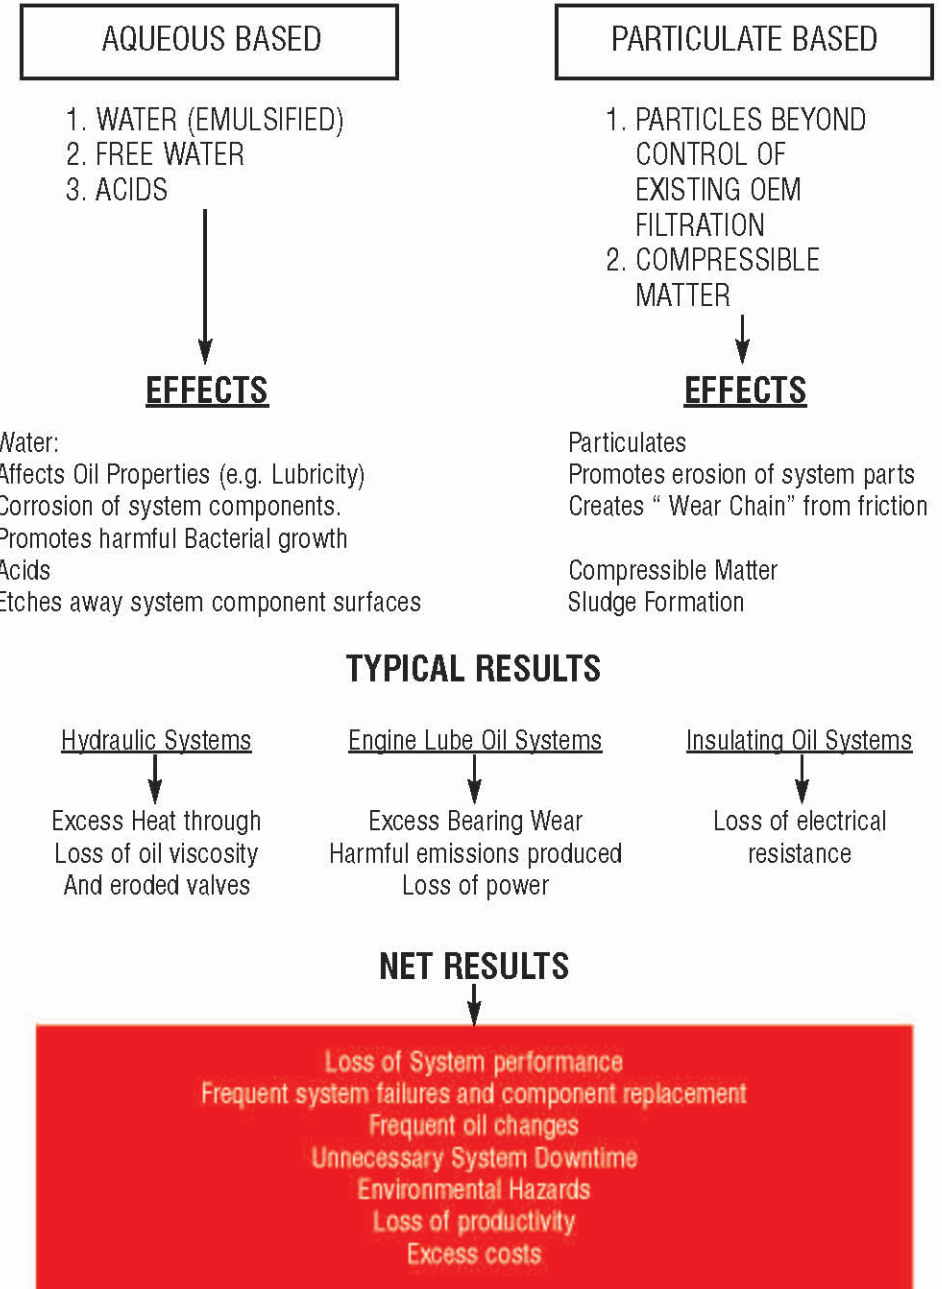 AQUEOUS BASED
1. WATER (EMULSIFIED)
2. FREE WATER
3. ACIDS
EFFECTS
Water:
Affects Oil Properties (e.g. Lubricity)
Corrosion of system components.
Promotes harmful Bacterial growth
Acids
Etches away system component surfaces
PARTICULATE BASED
1. PARTICLES BEYOND
CONTROL OF
EXISTING OEM
FILTRATION
2. COMPRESSIBLE
MATTER
EFFECTS
Particulates
Promotes erosion of system parts
Creates “ Wear Chain” from friction
Compressible Matter
Sludge Formation
TYPICAL RESULTS
Hydraulic Systems
Excess Heat through
Loss of oil viscosity
And eroded valves
Engine Lube Oil Systems
Excess Bearing Wear
Harmful emissions produced
Loss of power
Insulating Oil Systems
Loss of electrical
resistance
NET RESULTS
Loss of System performance
Frequent system failures and component replacement
Frequent oil changes
Unnecessary System Downtime
Environmental Hazards
Loss of productivity
Excess costs